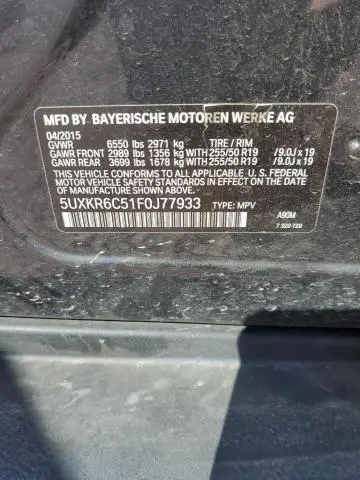 MFD BY BAYERISCHE MOTOREN WERKE AG
04/2015
GVWR 6550 lbs 2971 kg TIRE / RIM
GAWR FRONT 2989 lbs 1356 kg WITH 255/50 R19 /9.0J x 19
GAWR REAR 3699 lbs 1678 kg WITH 255/50 R19 /9.0J x 19
THIS VEHICLE CONFORMS TO ALL APPLICABLE U.S. FEDERAL
MOTOR VEHICLE SAFETY STANDARDS IN EFFECT ON THE DATE
OF MANUFACTURE SHOWN ABOVE.
5UXKR6C51F0J77933 TYPE: MPV A90M
7 320 720